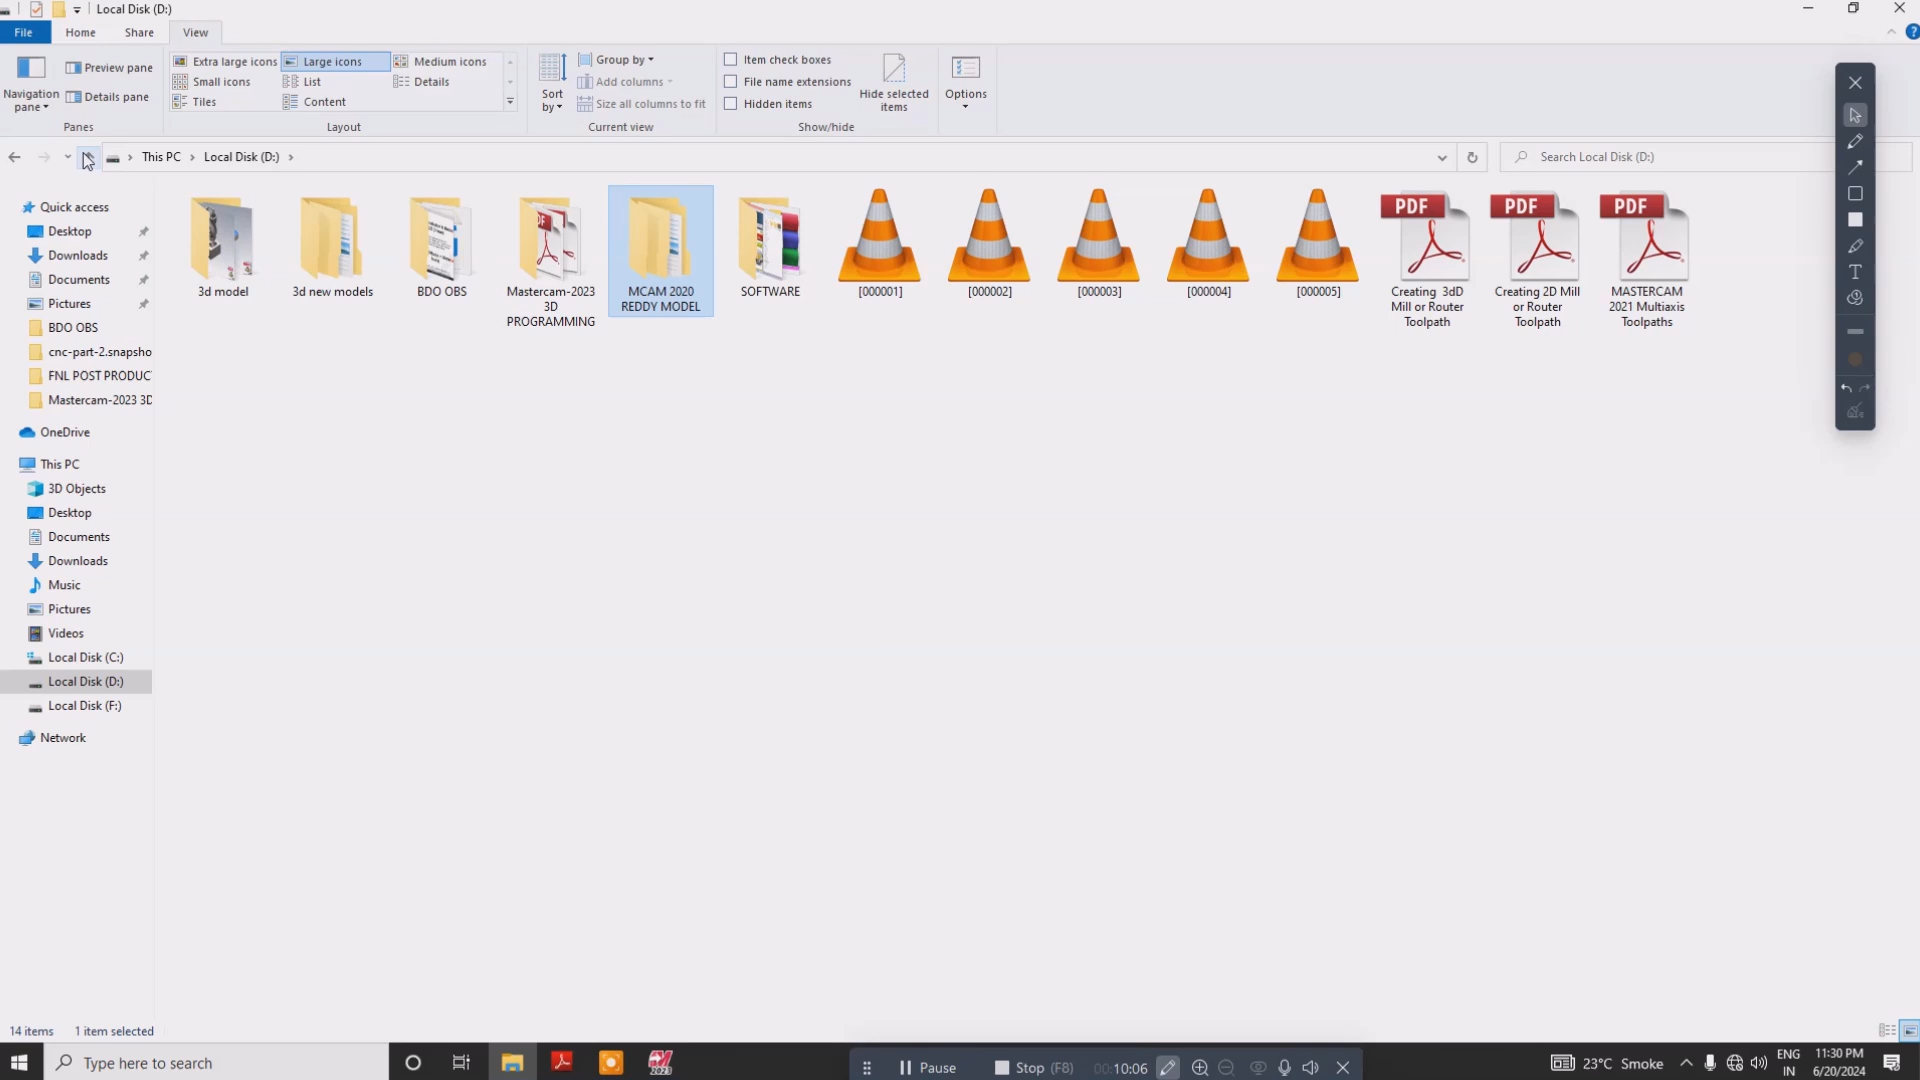 Local Disk (D:)
File Home Share View
Navigation pane
Preview pane
Details pane
Panes
Extra large icons Large icons Medium icons
Small icons List Details
Tiles Content
Layout
Sort by
Group by
Add columns
Size all columns to fit
Current view
Item check boxes
File name extensions
Hidden items
Hide selected items
Show/hide
Options
This PC Local Disk (D:)
Search Local Disk (D:)
Quick access
Desktop
Downloads
Documents
Pictures
BDO OBS
cnc-part-2.snapsho
FNL POST PRODUC
Mastercam-2023 3D
OneDrive
This PC
3D Objects
Desktop
Documents
Downloads
Music
Pictures
Videos
Local Disk (C:)
Local Disk (D:)
Local Disk (F:)
Network
3d model
3d new models
BDO OBS
Mastercam-2023
3D
PROGRAMMING
MCAM 2020
REDDY MODEL
SOFTWARE
[000001]
[000002]
[000003]
[000004]
[000005]
PDF
Creating 3dD
Mill or Router
Toolpath
PDF
Creating 2D Mill
or Router
Toolpath
PDF
MASTERCAM
2021 Multiaxis
Toolpaths
14 items 1 item selected
Type here to search
Pause
Stop (F8)
00:10:06
23°C Smoke
ENG
IN
11:30 PM
6/20/2024